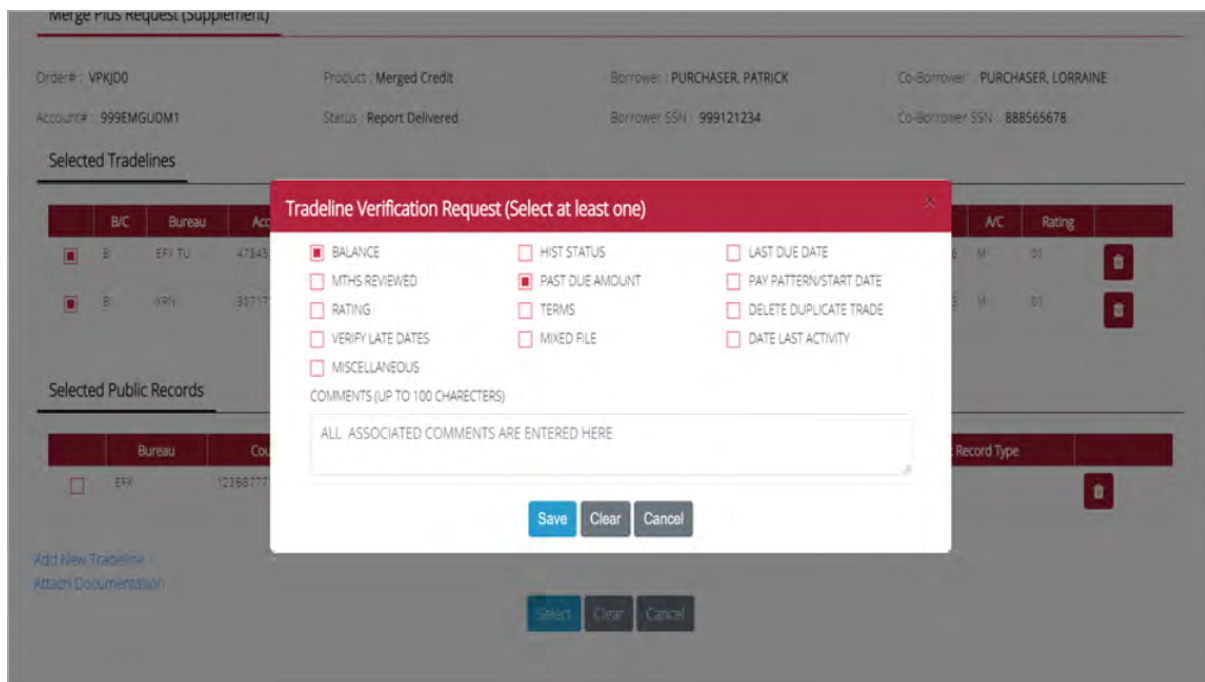 Merge Plus Request (Supplement)
Order# : VPKJD0 Product : Merged Credit Borrower : PURCHASER, PATRICK Co-Borrower : PURCHASER, LORRAINE
Account# : 999EMGUDM1 Status : Report Delivered Borrower SSN : 999121234 Co-Borrower SSN : 888565678
Selected Tradelines
Tradeline Verification Request (Select at least one) ×
B/C Bureau Acc A/C Rating
B EFX TU 47845 M 01
B XPN M 01
BALANCE HIST STATUS LAST DUE DATE
MTHS REVIEWED PAST DUE AMOUNT PAY PATTERN/START DATE
RATING TERMS DELETE DUPLICATE TRADE
VERIFY LATE DATES MIXED FILE DATE LAST ACTIVITY
MISCELLANEOUS
COMMENTS (UP TO 100 CHARECTERS)
ALL ASSOCIATED COMMENTS ARE ENTERED HERE
Selected Public Records
Bureau Cou Record Type
EFX
Save Clear Cancel
Add New Tradeline
Attach Documentation
Select Clear Cancel